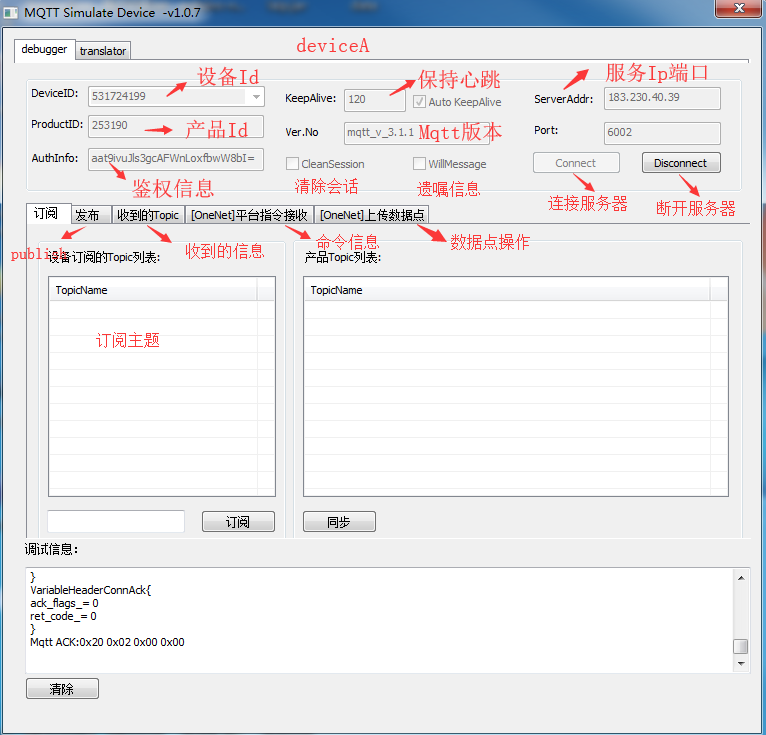 MQTT Simulate Device -v1.0.7
debugger
translator
deviceA
DeviceID:
531724199
设备Id
KeepAlive:
120
保持心跳
Auto KeepAlive
ServerAddr:
服务Ip端口
183.230.40.39
ProductID:
253190
产品Id
Ver.No
mqtt_v_3.1.1
Mqtt版本
Port:
6002
AuthInfo:
aat9ivuJls3gcAFWnLoxfbwW8bI=
鉴权信息
CleanSession
清除会话
WillMessage
遗嘱信息
Connect
连接服务器
Disconnect
断开服务器
订阅
发布
收到的Topic
[OneNet]平台指令接收
[OneNet]上传数据点
publish
收到的信息
命令信息
数据点操作
设备订阅的Topic列表:
产品Topic列表:
TopicName
TopicName
订阅主题
订阅
同步
调试信息:
}
VariableHeaderConnAck{
ack_flags_= 0
ret_code_= 0
}
Mqtt ACK:0x20 0x02 0x00 0x00
清除